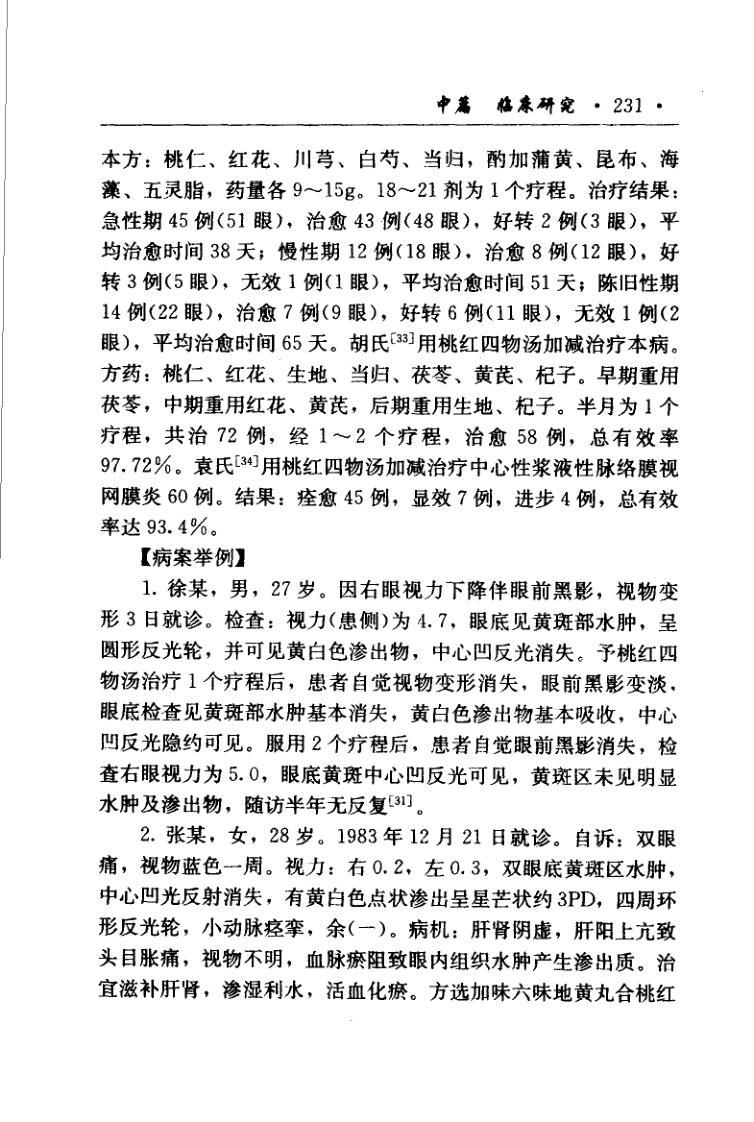 中篇 临床研究 · 231 ·
本方：桃仁、红花、川芎、白芍、当归，酌加蒲黄、昆布、海
藻、五灵脂，药量各 9～15g。18～21 剂为 1 个疗程。治疗结果：
急性期 45 例(51 眼)，治愈 43 例(48 眼)，好转 2 例(3 眼)，平
均治愈时间 38 天；慢性期 12 例(18 眼)，治愈 8 例(12 眼)，好
转 3 例(5 眼)，无效 1 例(1 眼)，平均治愈时间 51 天；陈旧性期
14 例(22 眼)，治愈 7 例(9 眼)，好转 6 例(11 眼)，无效 1 例(2
眼)，平均治愈时间 65 天。胡氏[33]用桃红四物汤加减治疗本病。
方药：桃仁、红花、生地、当归、茯苓、黄芪、杞子。早期重用
茯苓，中期重用红花、黄芪，后期重用生地、杞子。半月为 1 个
疗程，共治 72 例，经 1～2 个疗程，治愈 58 例，总有效率
97.72%。袁氏[34]用桃红四物汤加减治疗中心性浆液性脉络膜视
网膜炎 60 例。结果：痊愈 45 例，显效 7 例，进步 4 例，总有效
率达 93.4%。
【病案举例】
1. 徐某，男，27 岁。因右眼视力下降伴眼前黑影，视物变
形 3 日就诊。检查：视力(患侧)为 4.7，眼底见黄斑部水肿，呈
圆形反光轮，并可见黄白色渗出物，中心凹反光消失。予桃红四
物汤治疗 1 个疗程后，患者自觉视物变形消失，眼前黑影变淡，
眼底检查见黄斑部水肿基本消失，黄白色渗出物基本吸收，中心
凹反光隐约可见。服用 2 个疗程后，患者自觉眼前黑影消失，检
查右眼视力为 5.0，眼底黄斑中心凹反光可见，黄斑区未见明显
水肿及渗出物，随访半年无反复[31]。
2. 张某，女，28 岁。1983 年 12 月 21 日就诊。自诉：双眼
痛，视物蓝色一周。视力：右 0.2，左 0.3，双眼底黄斑区水肿，
中心凹光反射消失，有黄白色点状渗出呈星芒状约 3PD，四周环
形反光轮，小动脉痉挛，余(一)。病机：肝肾阴虚，肝阳上亢致
头目胀痛，视物不明，血脉瘀阻致眼内组织水肿产生渗出质。治
宜滋补肝肾，渗湿利水，活血化瘀。方选加味六味地黄丸合桃红